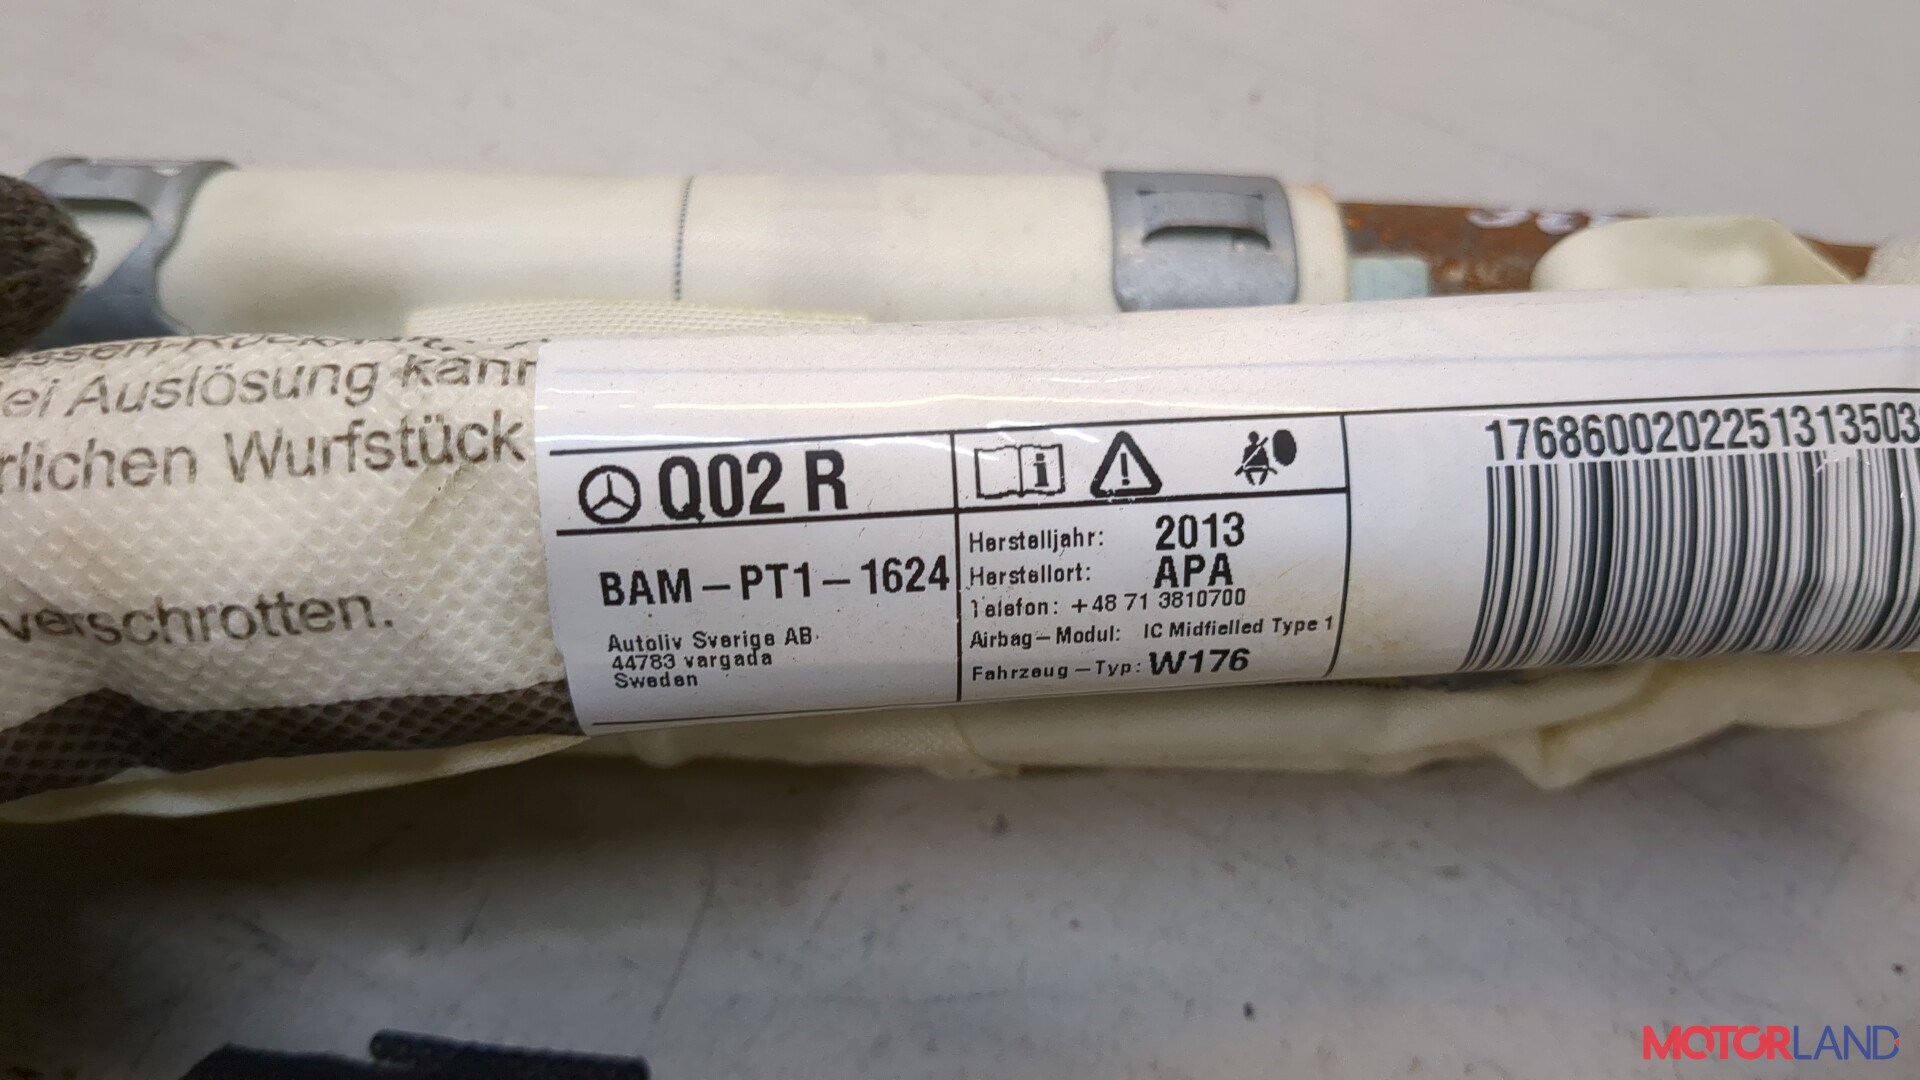 Bei Auslösung kann
rlichen Wurfstück
verschrotten.
Q02 R
BAM-PT1-1624
Autoliv Sverige AB
44783 vargada
Sweden
Herstelljahr: 2013
Herstellort: APA
Telefon: +48 71 3810700
Airbag-Modul: IC Midfielled Type 1
Fahrzeug-Typ: W176
1768600202251313503
MOTORLAND